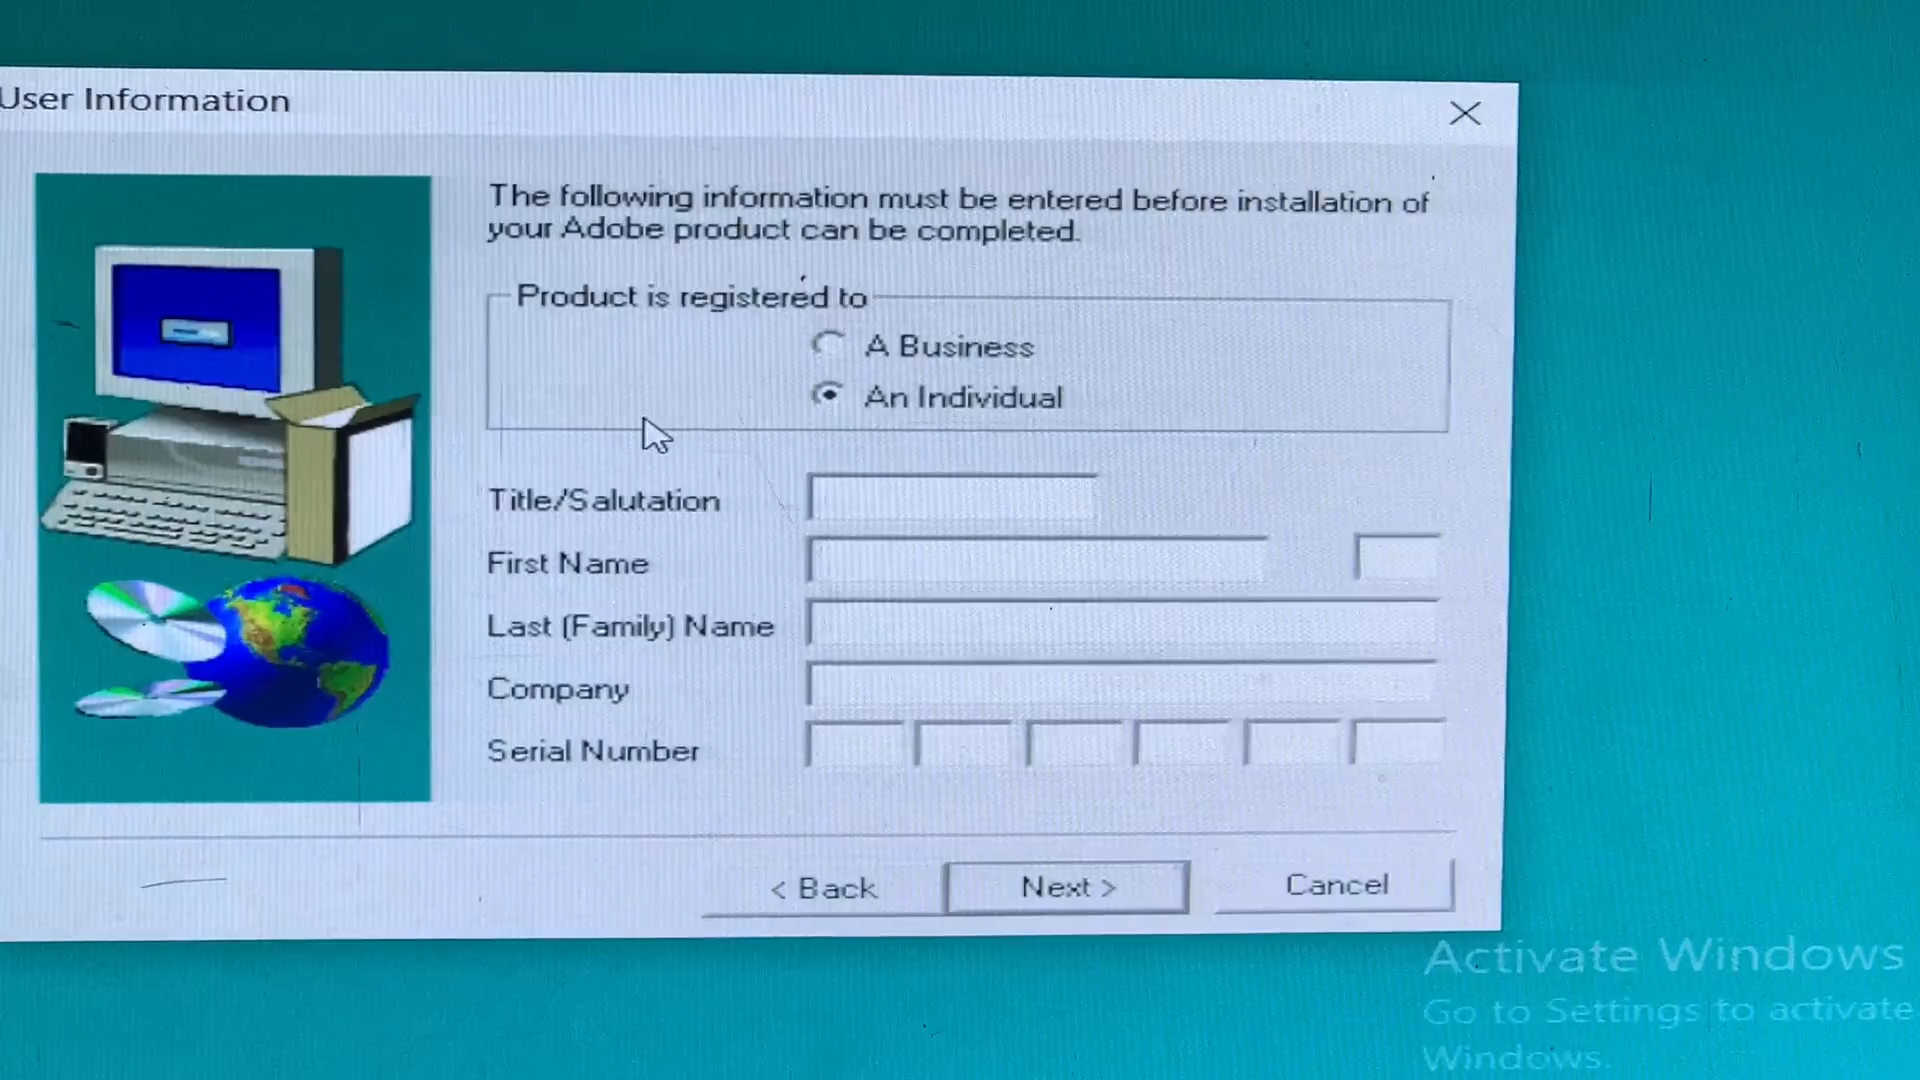 User Information
The following information must be entered before installation of
your Adobe product can be completed.
Product is registered to
A Business
An Individual
Title/Salutation
First Name
Last (Family) Name
Company
Serial Number
< Back
Next >
Cancel
Activate Windows
Go to Settings to activate
Windows.